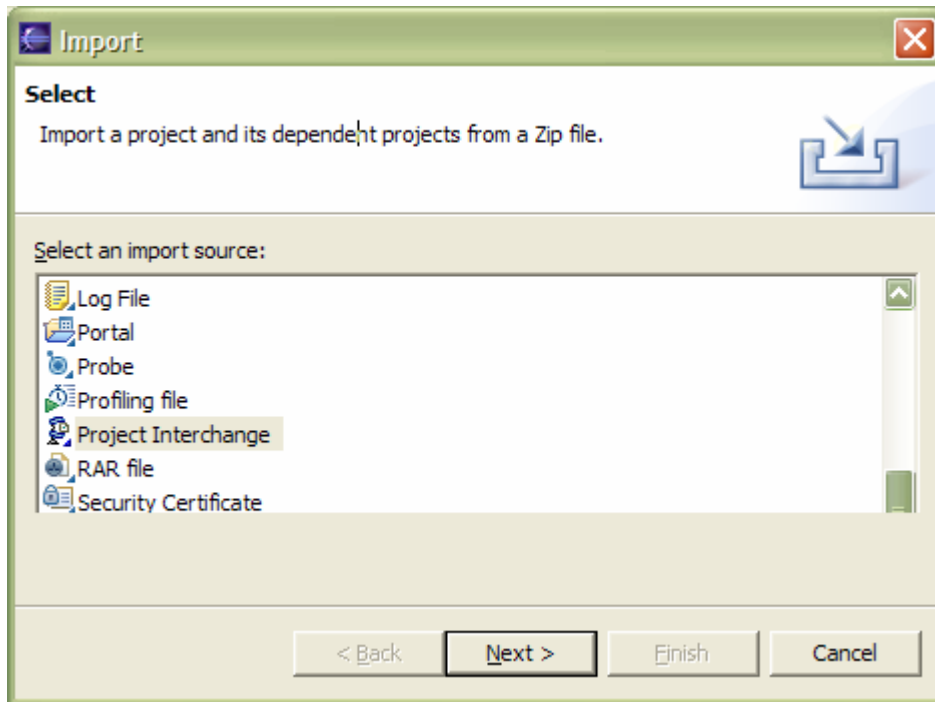 Import
Select
Import a project and its dependent projects from a Zip file.
Select an import source:
Log File
Portal
Probe
Profiling file
Project Interchange
RAR file
Security Certificate
< Back Next > Finish Cancel